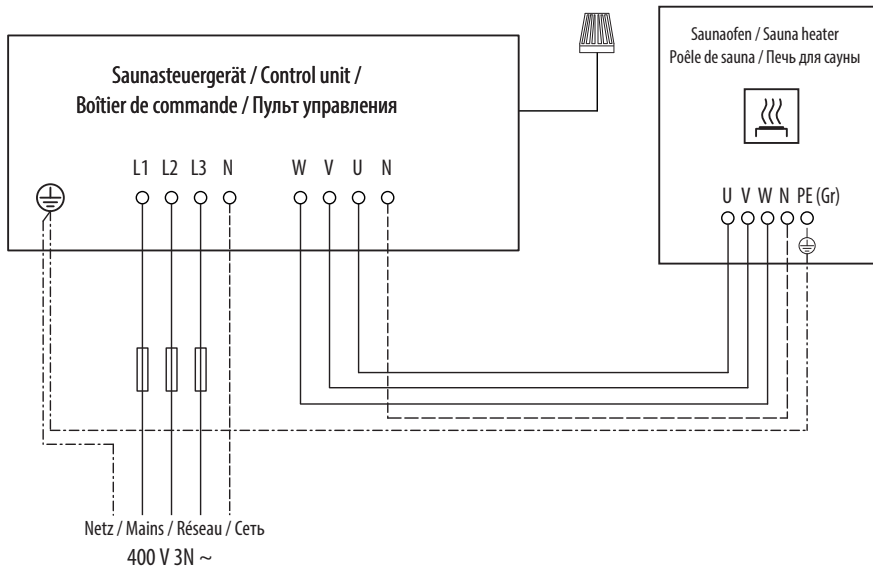 Saunasteuergerät / Control unit /
Boîtier de commande / Пульт управления
L1 L2 L3 N W V U N
Saunaofen / Sauna heater
Poêle de sauna / Печь для сауны
U V W N PE (Gr)
Netz / Mains / Réseau / Сеть
400 V 3N ~